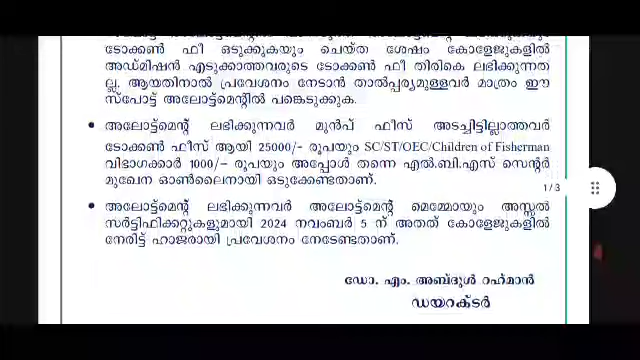 ടോക്കൺ ഫീ ഒടുക്കുകയും ചെയ്ത ശേഷം കോളേജുകളിൽ
അഡ്മിഷൻ എടുക്കാത്തവരുടെ ടോക്കൺ ഫീ തിരികെ ലഭിക്കുന്നത
ല്ല. ആയതിനാൽ പ്രവേശനം നേടാൻ താൽപ്പര്യമുള്ളവർ മാത്രം ഈ
സ്പോട്ട് അലോട്ട്മെന്റിൽ പങ്കെടുക്കുക.
• അലോട്ട്മെന്റ് ലഭിക്കുന്നവർ മുൻപ് ഫീസ് അടച്ചിട്ടില്ലാത്തവർ
ടോക്കൺ ഫീസ് ആയി 25000/- രൂപയും SC/ST/OEC/Children of Fisherman
വിഭാഗക്കാർ 1000/- രൂപയും അപ്പോൾ തന്നെ എൽ.ബി.എസ് സെന്റർ
മുഖേന ഓൺലൈനായി ഒടുക്കേണ്ടതാണ്.
1/3
• അലോട്ട്മെന്റ് ലഭിക്കുന്നവർ അലോട്ട്മെന്റ് മെമ്മോയും അസ്സൽ
സർട്ടിഫിക്കറ്റുകളുമായി 2024 നവംബർ 5 ന് അതത് കോളേജുകളിൽ
നേരിട്ട് ഹാജരായി പ്രവേശനം നേടേണ്ടതാണ്.
ഡോ. എം. അബ്ദുൾ റഹ്മാൻ
ഡയറക്ടർ